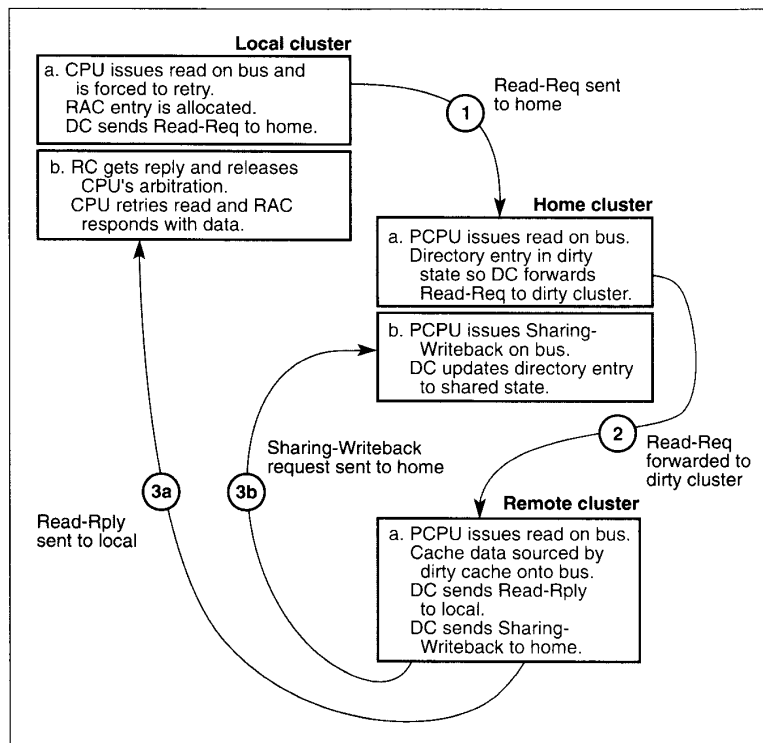 Local cluster
a. CPU issues read on bus and
is forced to retry.
RAC entry is allocated.
DC sends Read-Req to home.
b. RC gets reply and releases
CPU's arbitration.
CPU retries read and RAC
responds with data.
1
Read-Req sent
to home
Home cluster
a. PCPU issues read on bus.
Directory entry in dirty
state so DC forwards
Read-Req to dirty cluster.
b. PCPU issues Sharing-
Writeback on bus.
DC updates directory entry
to shared state.
2
Read-Req
forwarded to
dirty cluster
Sharing-Writeback
request sent to home
3a
3b
Read-Rply
sent to local
Remote cluster
a. PCPU issues read on bus.
Cache data sourced by
dirty cache onto bus.
DC sends Read-Rply
to local.
DC sends Sharing-
Writeback to home.